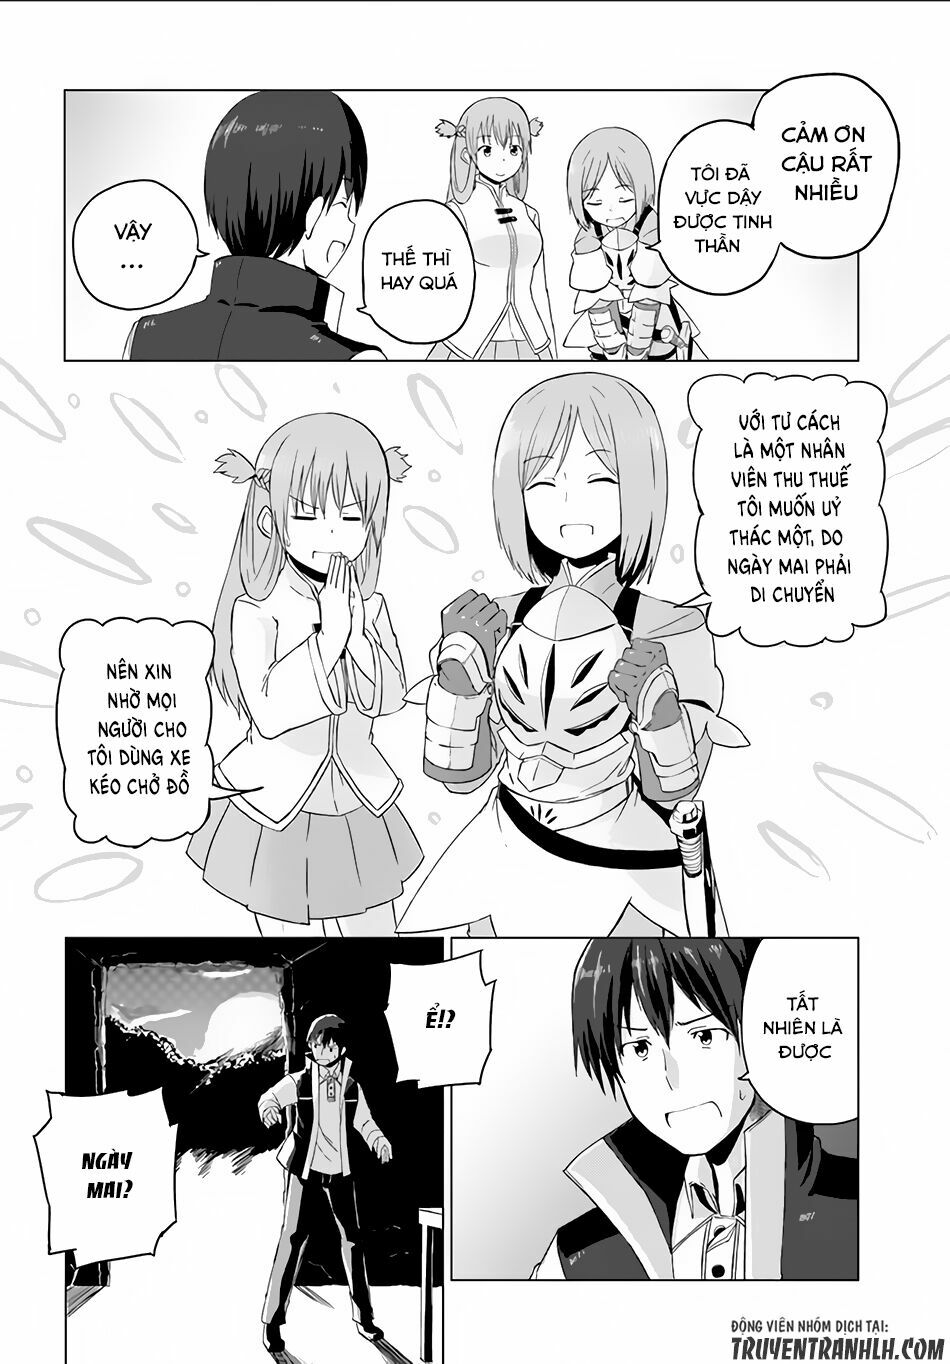 CẢM ƠN
CẬU RẤT
NHIỀU
TÔI ĐÃ
VỰC DẬY
ĐƯỢC TINH
THẦN
THẾ THÌ
HAY QUÁ
VẬY
...
VỚI TƯ CÁCH
LÀ MỘT NHÂN
VIÊN THU THUẾ
TÔI MUỐN UỶ
THÁC MỘT, DO
NGÀY MAI PHẢI
DI CHUYỂN
NÊN XIN
NHỜ MỌI
NGƯỜI CHO
TÔI DÙNG XE
KÉO CHỞ ĐỒ
TẤT
NHIÊN LÀ
ĐƯỢC
Ể!?
NGÀY
MAI?
ĐỘNG VIÊN NHÓM DỊCH TẠI:
TRUYENTRANHLH.COM